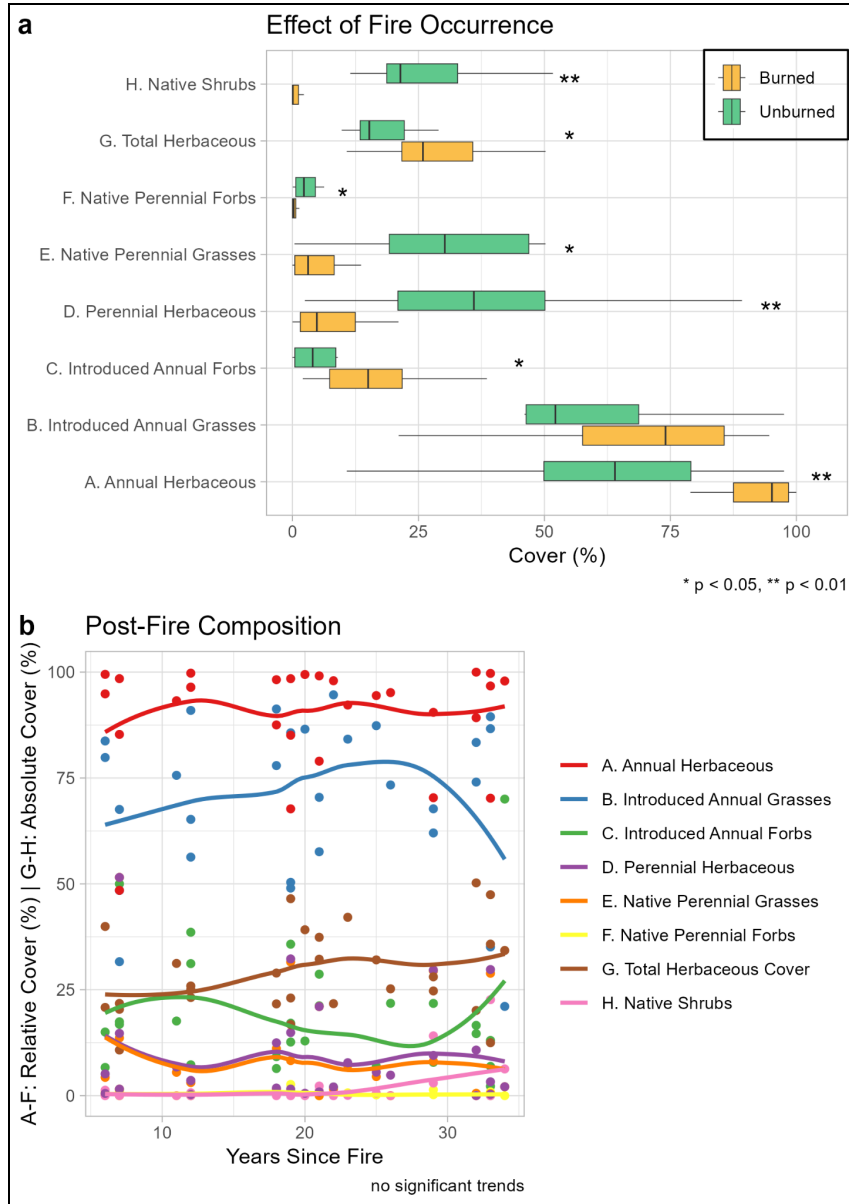 a
Effect of Fire Occurrence
Burned
Unburned
H. Native Shrubs
**
G. Total Herbaceous
*
F. Native Perennial Forbs
*
E. Native Perennial Grasses
*
D. Perennial Herbaceous
**
C. Introduced Annual Forbs
*
B. Introduced Annual Grasses
A. Annual Herbaceous
**
0 25 50 75 100
Cover (%)
* p < 0.05, ** p < 0.01
b
Post-Fire Composition
A-F: Relative Cover (%) | G-H: Absolute Cover (%)
100
75
50
25
0
10 20 30
Years Since Fire
no significant trends
A. Annual Herbaceous
B. Introduced Annual Grasses
C. Introduced Annual Forbs
D. Perennial Herbaceous
E. Native Perennial Grasses
F. Native Perennial Forbs
G. Total Herbaceous Cover
H. Native Shrubs